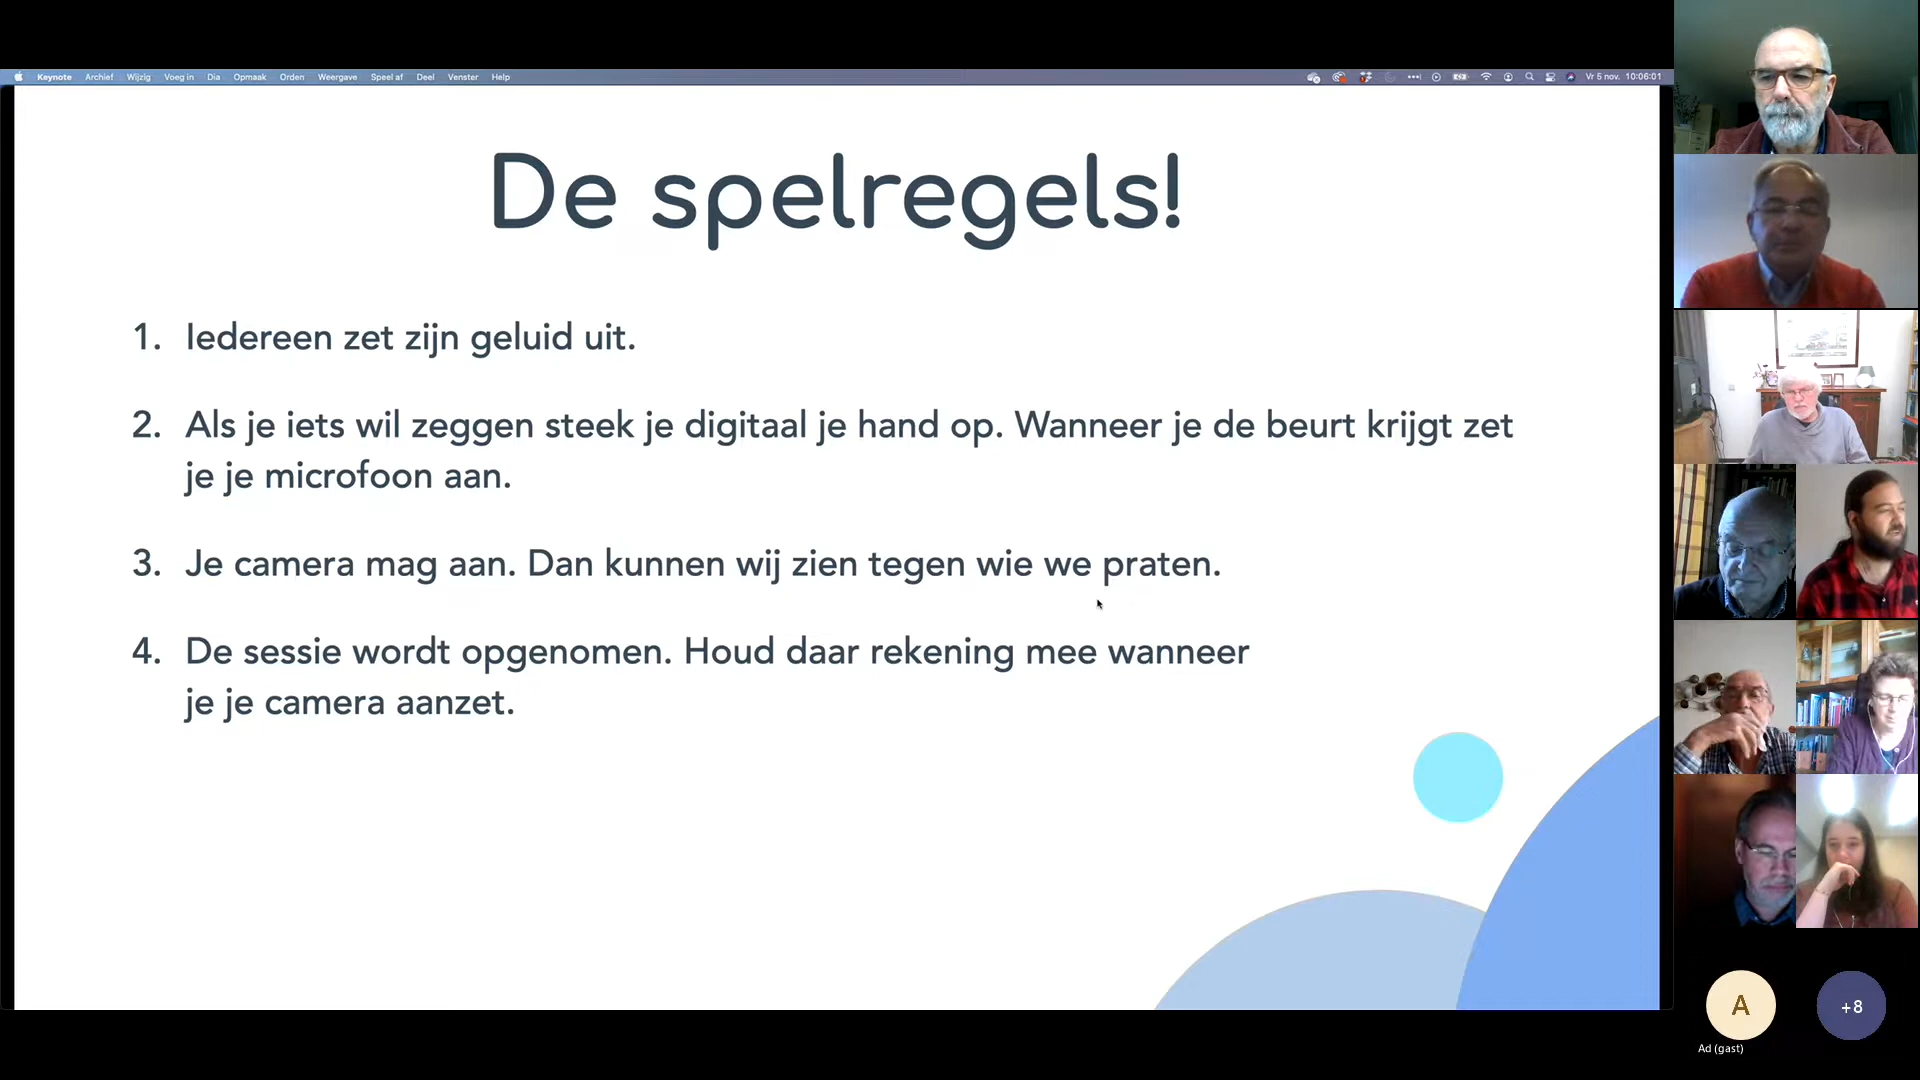 Keynote Archief Wijzig Voeg in Dia Opmaak Orden Weergave Speel af Deel Venster Help
Vr 5 nov. 10:06:01
De spelregels!
1. Iedereen zet zijn geluid uit.
2. Als je iets wil zeggen steek je digitaal je hand op. Wanneer je de beurt krijgt zet
je je microfoon aan.
3. Je camera mag aan. Dan kunnen wij zien tegen wie we praten.
4. De sessie wordt opgenomen. Houd daar rekening mee wanneer
je je camera aanzet.
A
+8
Ad (gast)